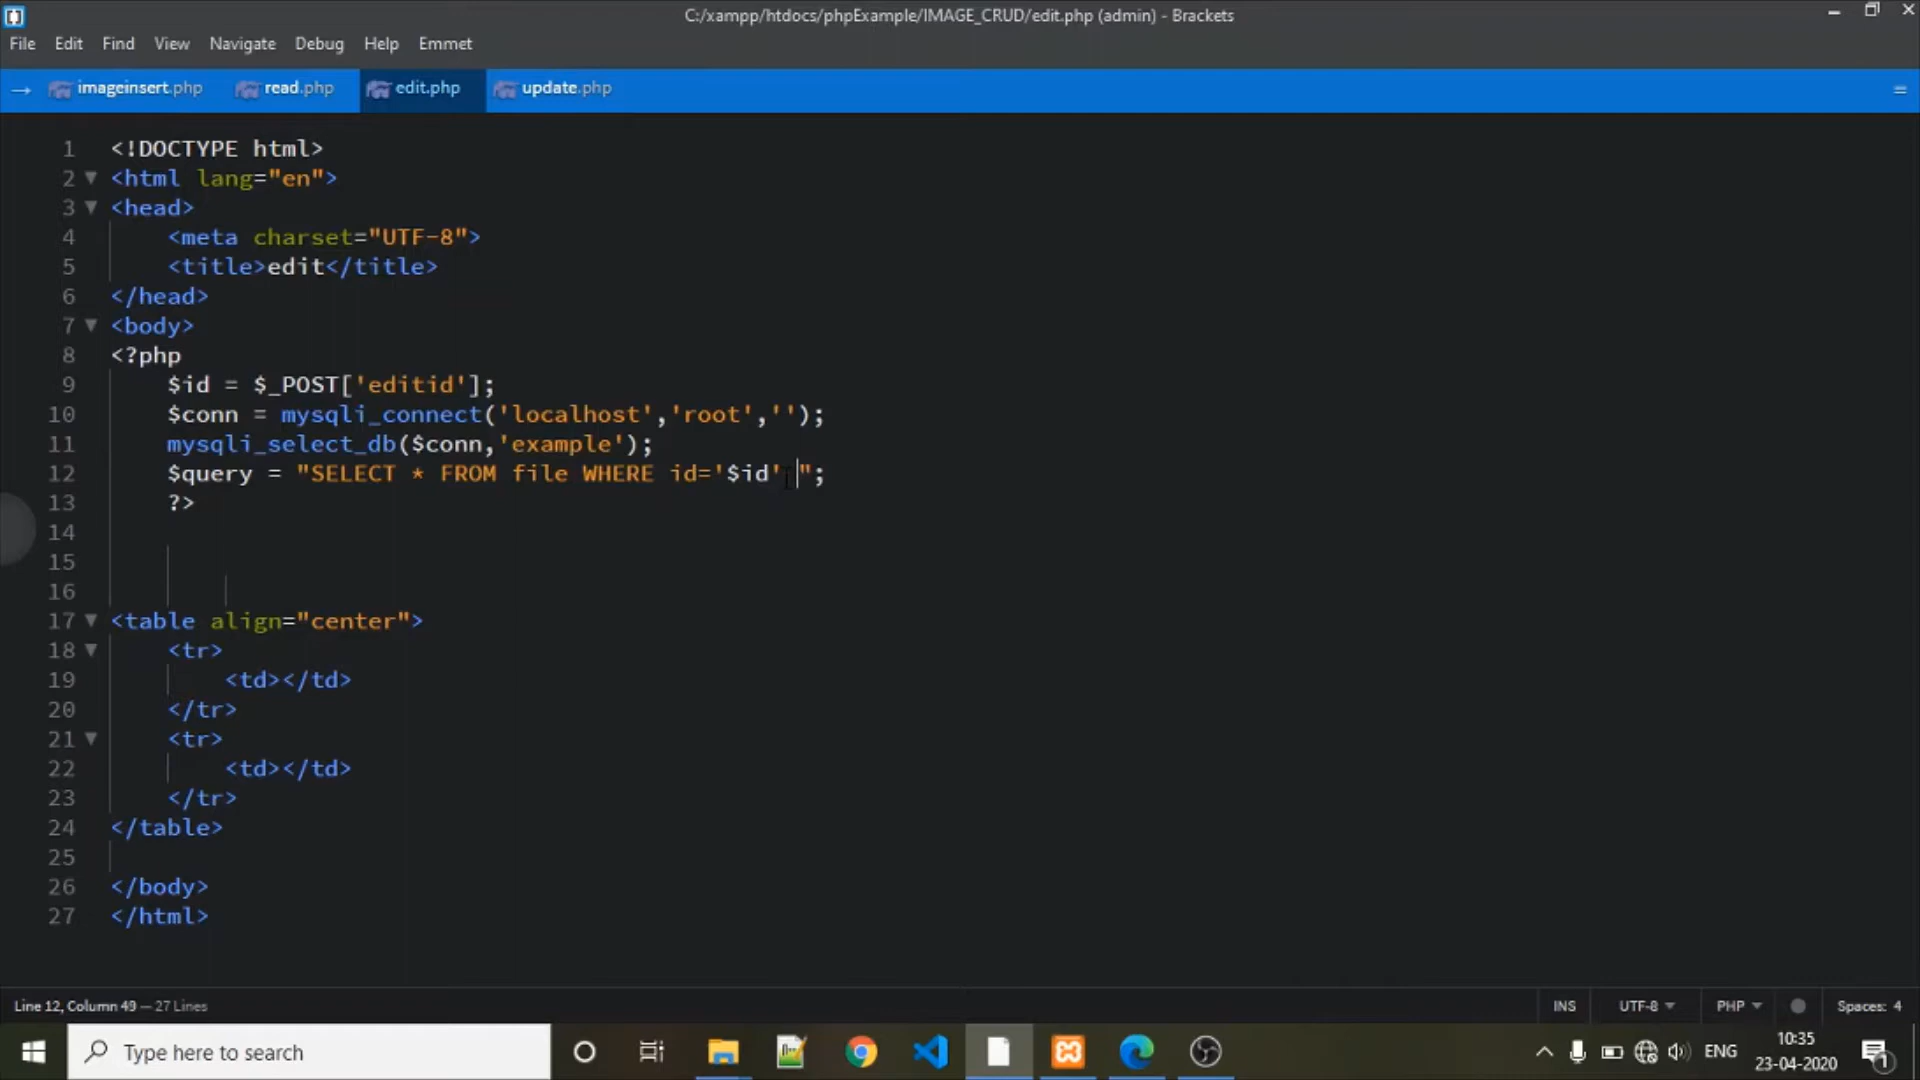 C:/xampp/htdocs/phpExample/IMAGE_CRUD/edit.php (admin) - Brackets
File Edit Find View Navigate Debug Help Emmet
→ imageinsert.php read.php edit.php update.php
1 <!DOCTYPE html>
2 <html lang="en">
3 <head>
4 <meta charset="UTF-8">
5 <title>edit</title>
6 </head>
7 <body>
8 <?php
9 $id = $_POST['editid'];
10 $conn = mysqli_connect('localhost','root','');
11 mysqli_select_db($conn,'example');
12 $query = "SELECT * FROM file WHERE id='$id' ";
13 ?>
14
15
16
17 <table align="center">
18 <tr>
19 <td></td>
20 </tr>
21 <tr>
22 <td></td>
23 </tr>
24 </table>
25
26 </body>
27 </html>
Line 12, Column 49 — 27 Lines
INS UTF-8 PHP Spaces: 4
Type here to search
ENG
10:35
23-04-2020
1